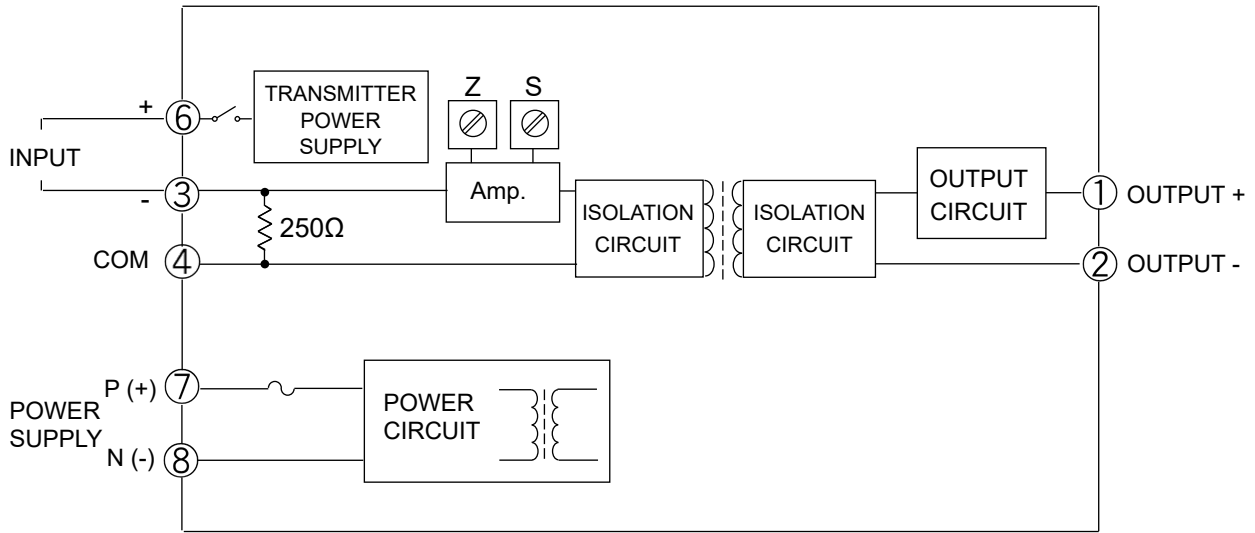 +
6
TRANSMITTER
POWER
SUPPLY
Z
S
INPUT
-
3
250Ω
Amp.
COM
4
ISOLATION
CIRCUIT
ISOLATION
CIRCUIT
OUTPUT
CIRCUIT
1
OUTPUT +
2
OUTPUT -
POWER
SUPPLY
P (+)
7
N (-)
8
POWER
CIRCUIT